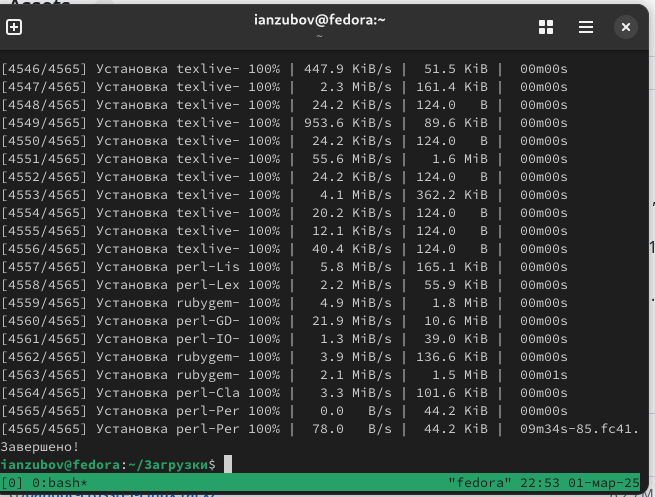 ianzubov@fedora:~
~
[4546/4565] Установка texlive- 100% | 447.9 KiB/s |  51.5 KiB |  00m00s
[4547/4565] Установка texlive- 100% |   2.3 MiB/s | 161.4 KiB |  00m00s
[4548/4565] Установка texlive- 100% |  24.2 KiB/s | 124.0   B |  00m00s
[4549/4565] Установка texlive- 100% | 953.6 KiB/s |  89.6 KiB |  00m00s
[4550/4565] Установка texlive- 100% |  24.2 KiB/s | 124.0   B |  00m00s
[4551/4565] Установка texlive- 100% |  55.6 MiB/s |   1.6 MiB |  00m00s
[4552/4565] Установка texlive- 100% |  24.2 KiB/s | 124.0   B |  00m00s
[4553/4565] Установка texlive- 100% |   4.1 MiB/s | 362.2 KiB |  00m00s
[4554/4565] Установка texlive- 100% |  20.2 KiB/s | 124.0   B |  00m00s
[4555/4565] Установка texlive- 100% |  12.1 KiB/s | 124.0   B |  00m00s
[4556/4565] Установка texlive- 100% |  40.4 KiB/s | 124.0   B |  00m00s
[4557/4565] Установка perl-Lis 100% |   5.8 MiB/s | 165.1 KiB |  00m00s
[4558/4565] Установка perl-Lex 100% |   2.2 MiB/s |  55.9 KiB |  00m00s
[4559/4565] Установка rubygem- 100% |   4.9 MiB/s |   1.8 MiB |  00m00s
[4560/4565] Установка perl-GD- 100% |  21.9 MiB/s |  10.6 MiB |  00m00s
[4561/4565] Установка perl-IO- 100% |   1.3 MiB/s |  39.0 KiB |  00m00s
[4562/4565] Установка rubygem- 100% |   3.9 MiB/s | 136.6 KiB |  00m00s
[4563/4565] Установка rubygem- 100% |   2.1 MiB/s |   1.5 MiB |  00m01s
[4564/4565] Установка perl-Cla 100% |   3.3 MiB/s | 101.6 KiB |  00m00s
[4565/4565] Установка perl-Per 100% |   0.0   B/s |  44.2 KiB |  00m00s
[4565/4565] Установка perl-Per 100% |  78.0   B/s |  44.2 KiB |  09m34s-85.fc41.
Завершено!
ianzubov@fedora:~/Загрузки$
[0] 0:bash* "fedora" 22:53 01-мар-25